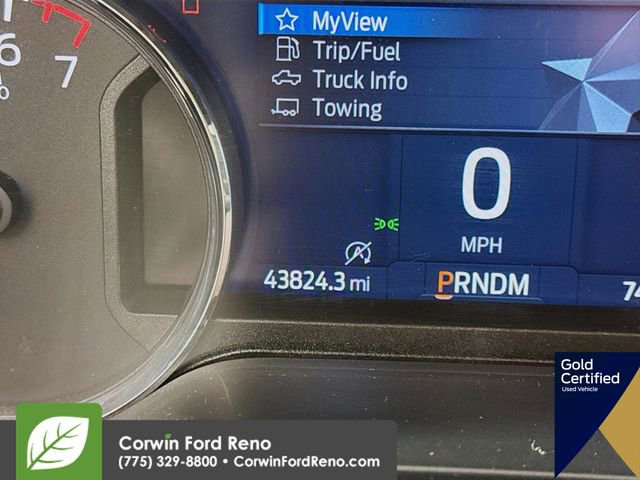 MyView
Trip/Fuel
Truck Info
Towing
6
7
0
MPH
43824.3 mi
PRNDM
74
Gold
Certified
Used Vehicle
Corwin Ford Reno
(775) 329-8800 • CorwinFordReno.com